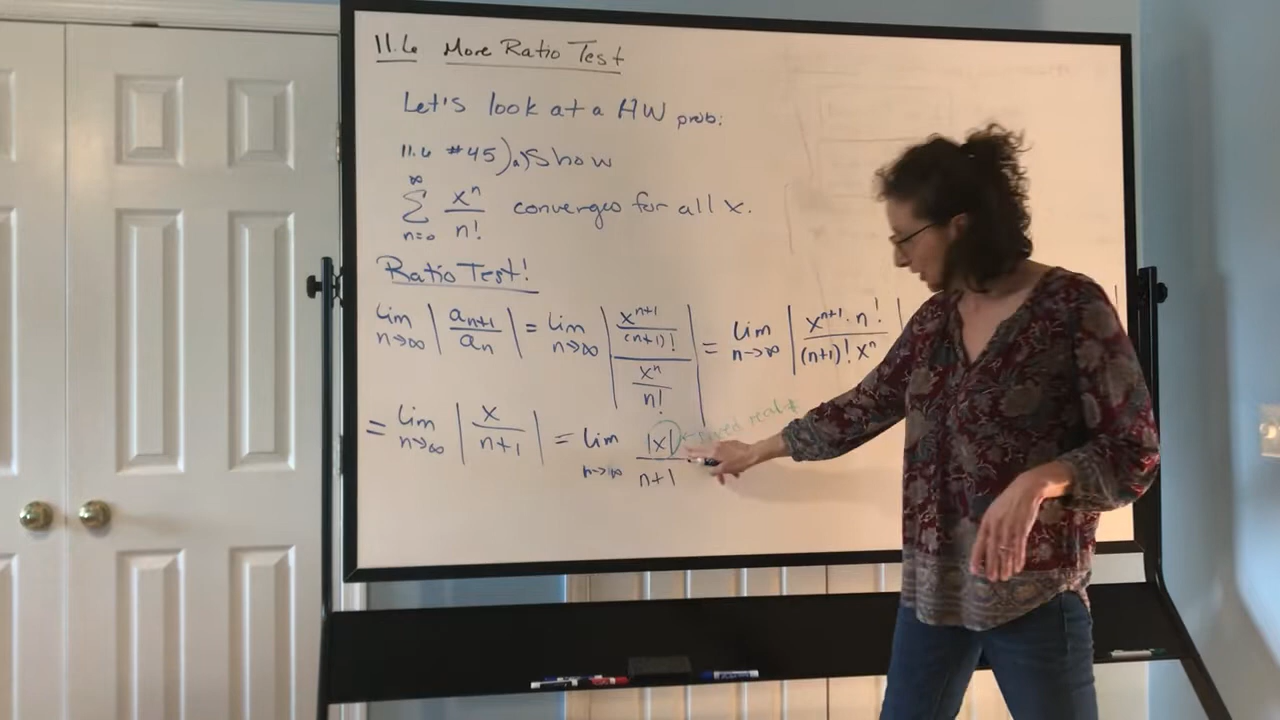 11.6 More Ratio Test
Let's look at a HW prob:
11.6 #45) a) Show
∞
∑ xⁿ/n! converges for all x.
n=0
Ratio Test!
lim n→∞ | aₙ₊₁/aₙ | = lim n→∞ | (xⁿ⁺¹/(n+1)!) / (xⁿ/n!) | = lim n→∞ | xⁿ⁺¹·n! / (n+1)! xⁿ |
= lim n→∞ | x/(n+1) | = lim n→∞ |x|/(n+1) ← fixed real #